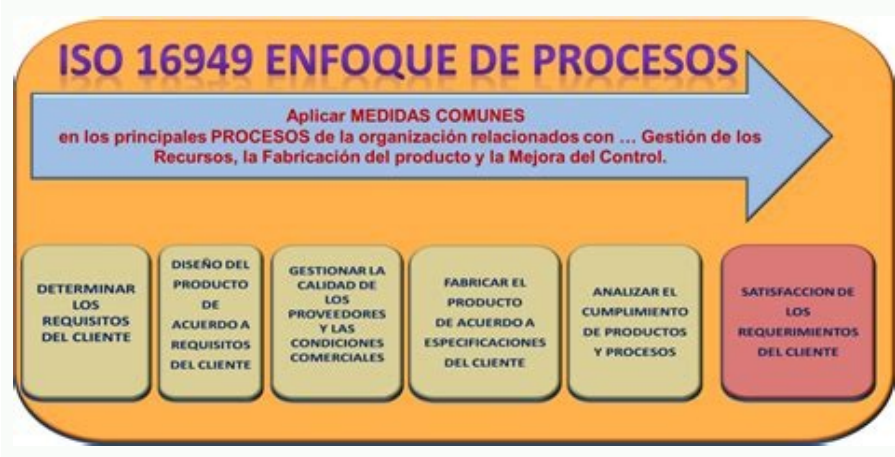 ISO 16949 ENFOQUE DE PROCESOS
Aplicar MEDIDAS COMUNES
en los principales PROCESOS de la organización relacionados con ... Gestión de los
Recursos, la Fabricación del producto y la Mejora del Control.
DETERMINAR
LOS
REQUISITOS
DEL CLIENTE
DISEÑO DEL
PRODUCTO
DE
ACUERDO A
REQUISITOS
DEL CLIENTE
GESTIONAR LA
CALIDAD DE
LOS
PROVEEDORES
Y LAS
CONDICIONES
COMERCIALES
FABRICAR EL
PRODUCTO
DE ACUERDO A
ESPECIFICACIONES
DEL CLIENTE
ANALIZAR EL
CUMPLIMIENTO
DE PRODUCTOS
Y PROCESOS
SATISFACCION DE
LOS
REQUERIMIENTOS
DEL CLIENTE